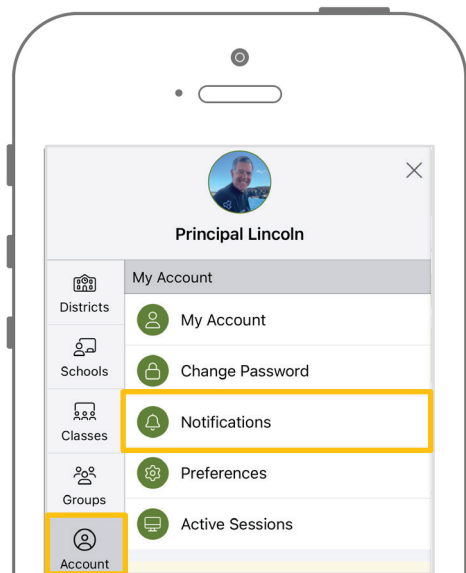 Principal Lincoln
My Account
Districts
My Account
Schools
Change Password
Classes
Notifications
Groups
Preferences
Account
Active Sessions